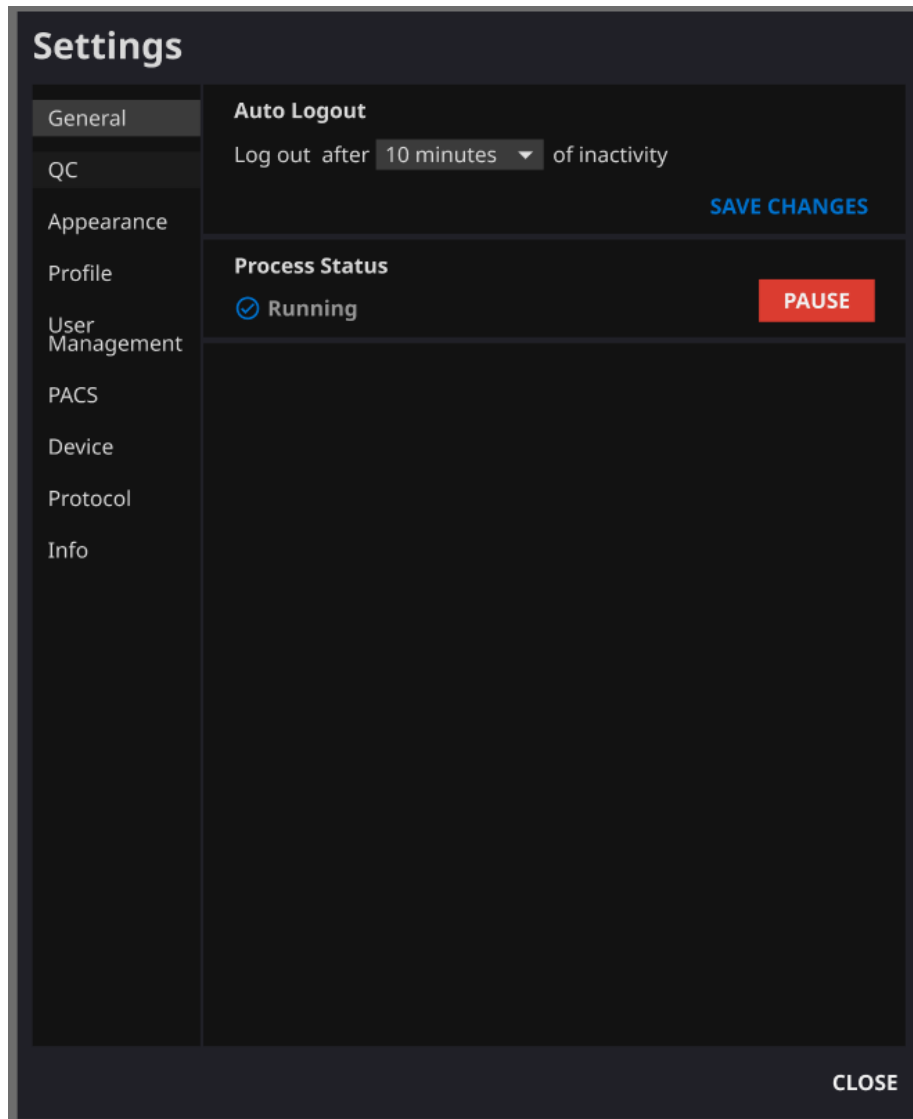 Settings
General
QC
Appearance
Profile
User
Management
PACS
Device
Protocol
Info
Auto Logout
Log out after 10 minutes of inactivity
SAVE CHANGES
Process Status
Running
PAUSE
CLOSE